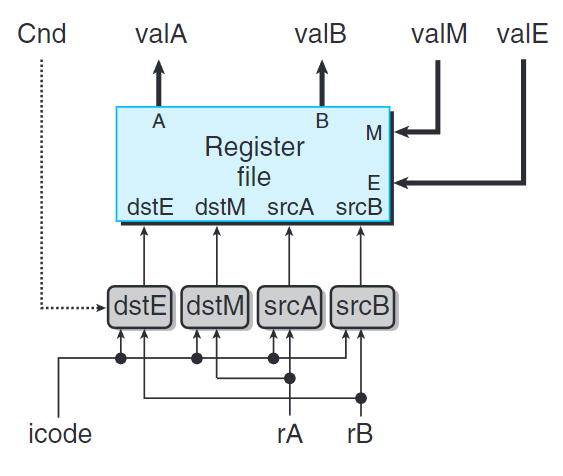 Cnd valA valB valM valE
A B
M
Register
file
E
dstE dstM srcA srcB
dstE dstM srcA srcB
icode rA rB